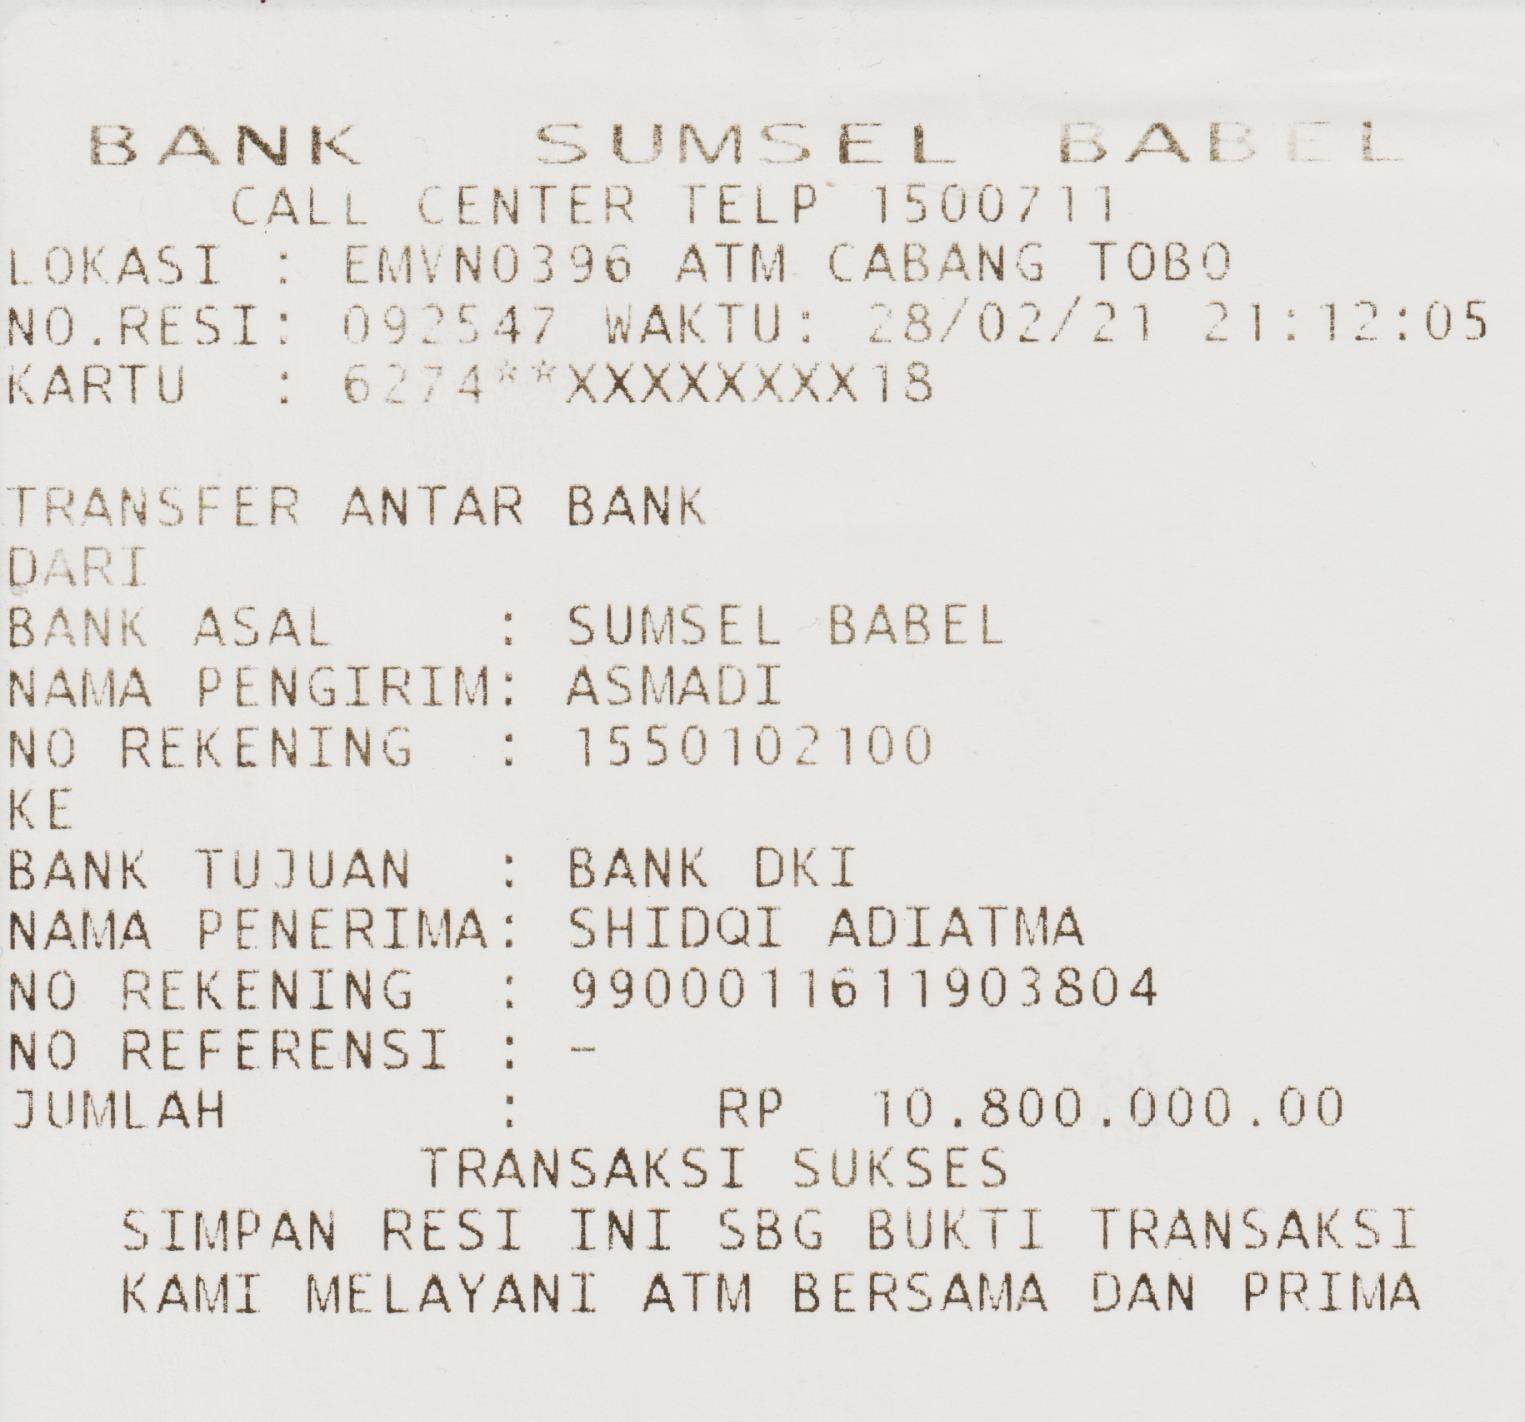 BANK SUMSEL BABEL
CALL CENTER TELP 1500711
LOKASI : EMVN0396 ATM CABANG TOBO
NO.RESI: 092547 WAKTU: 28/02/21 21:12:05
KARTU : 6274**XXXXXXXX18
TRANSFER ANTAR BANK
DARI
BANK ASAL : SUMSEL BABEL
NAMA PENGIRIM: ASMADI
NO REKENING : 1550102100
KE
BANK TUJUAN : BANK DKI
NAMA PENERIMA: SHIDQI ADIATMA
NO REKENING : 9900011611903804
NO REFERENSI : -
JUMLAH : RP 10.800.000.00
TRANSAKSI SUKSES
SIMPAN RESI INI SBG BUKTI TRANSAKSI
KAMI MELAYANI ATM BERSAMA DAN PRIMA